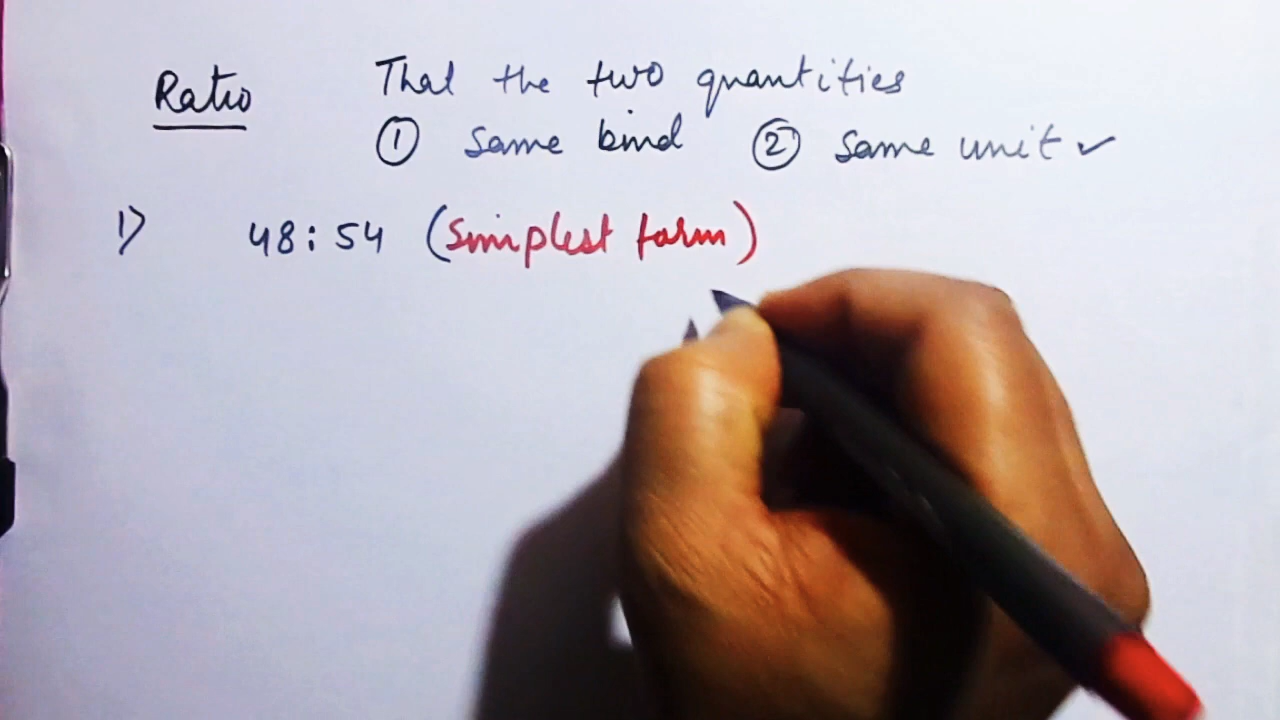 Ratio That the two quantities
① Same kind ② Same unit ✓
1) 48 : 54 (Simplest form)